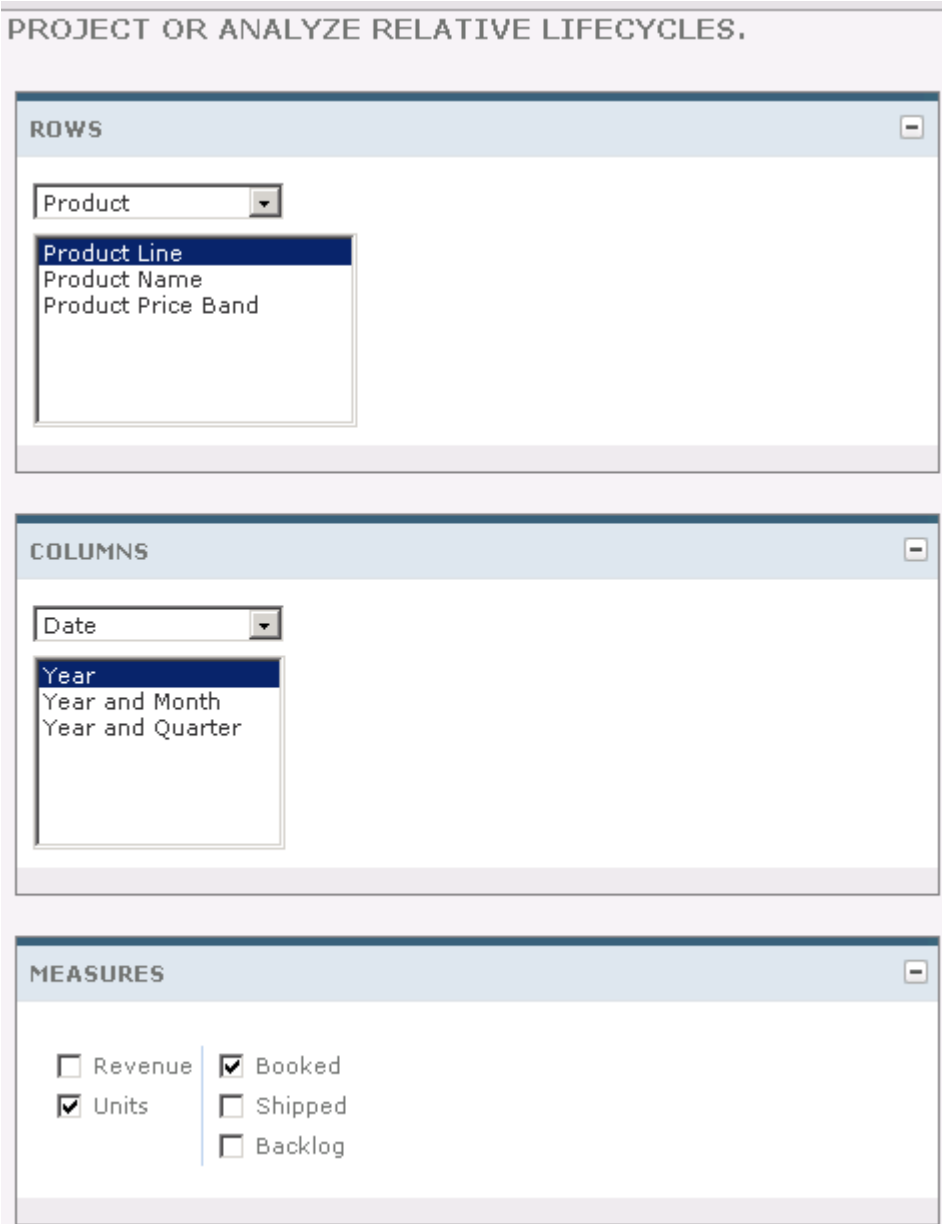 PROJECT OR ANALYZE RELATIVE LIFECYCLES.
ROWS
Product
Product Line
Product Name
Product Price Band
COLUMNS
Date
Year
Year and Month
Year and Quarter
MEASURES
Revenue Booked
Units Shipped
Backlog